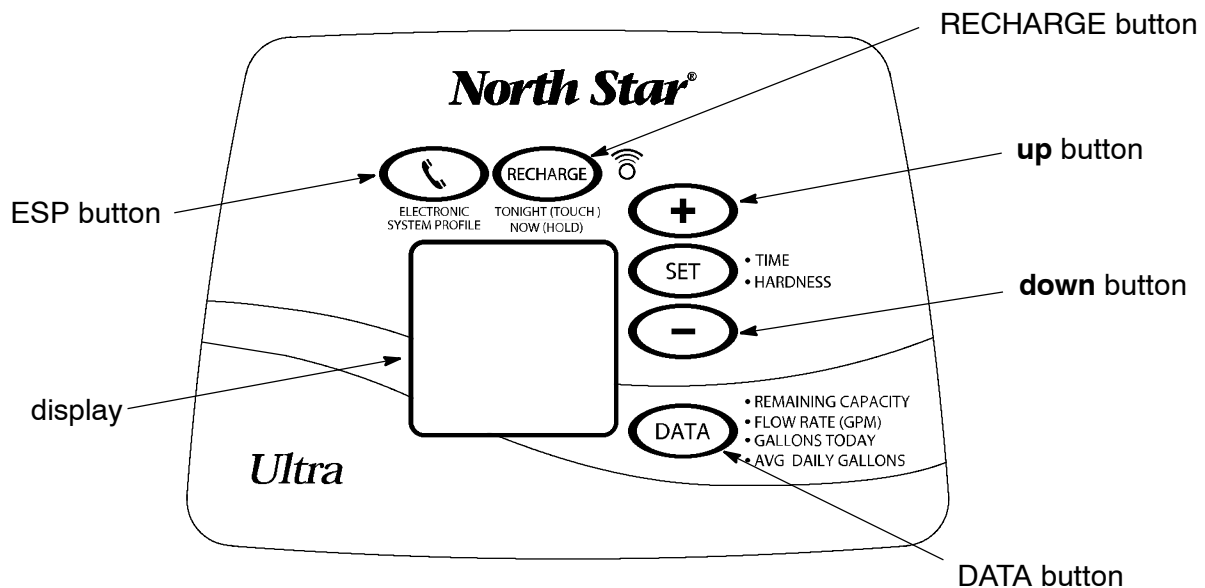 RECHARGE button
North Star®
up button
RECHARGE
ESP button
ELECTRONIC
SYSTEM PROFILE
TONIGHT (TOUCH )
NOW (HOLD)
+
SET
• TIME
• HARDNESS
down button
−
display
DATA
• REMAINING CAPACITY
• FLOW RATE (GPM)
• GALLONS TODAY
• AVG DAILY GALLONS
Ultra
DATA button